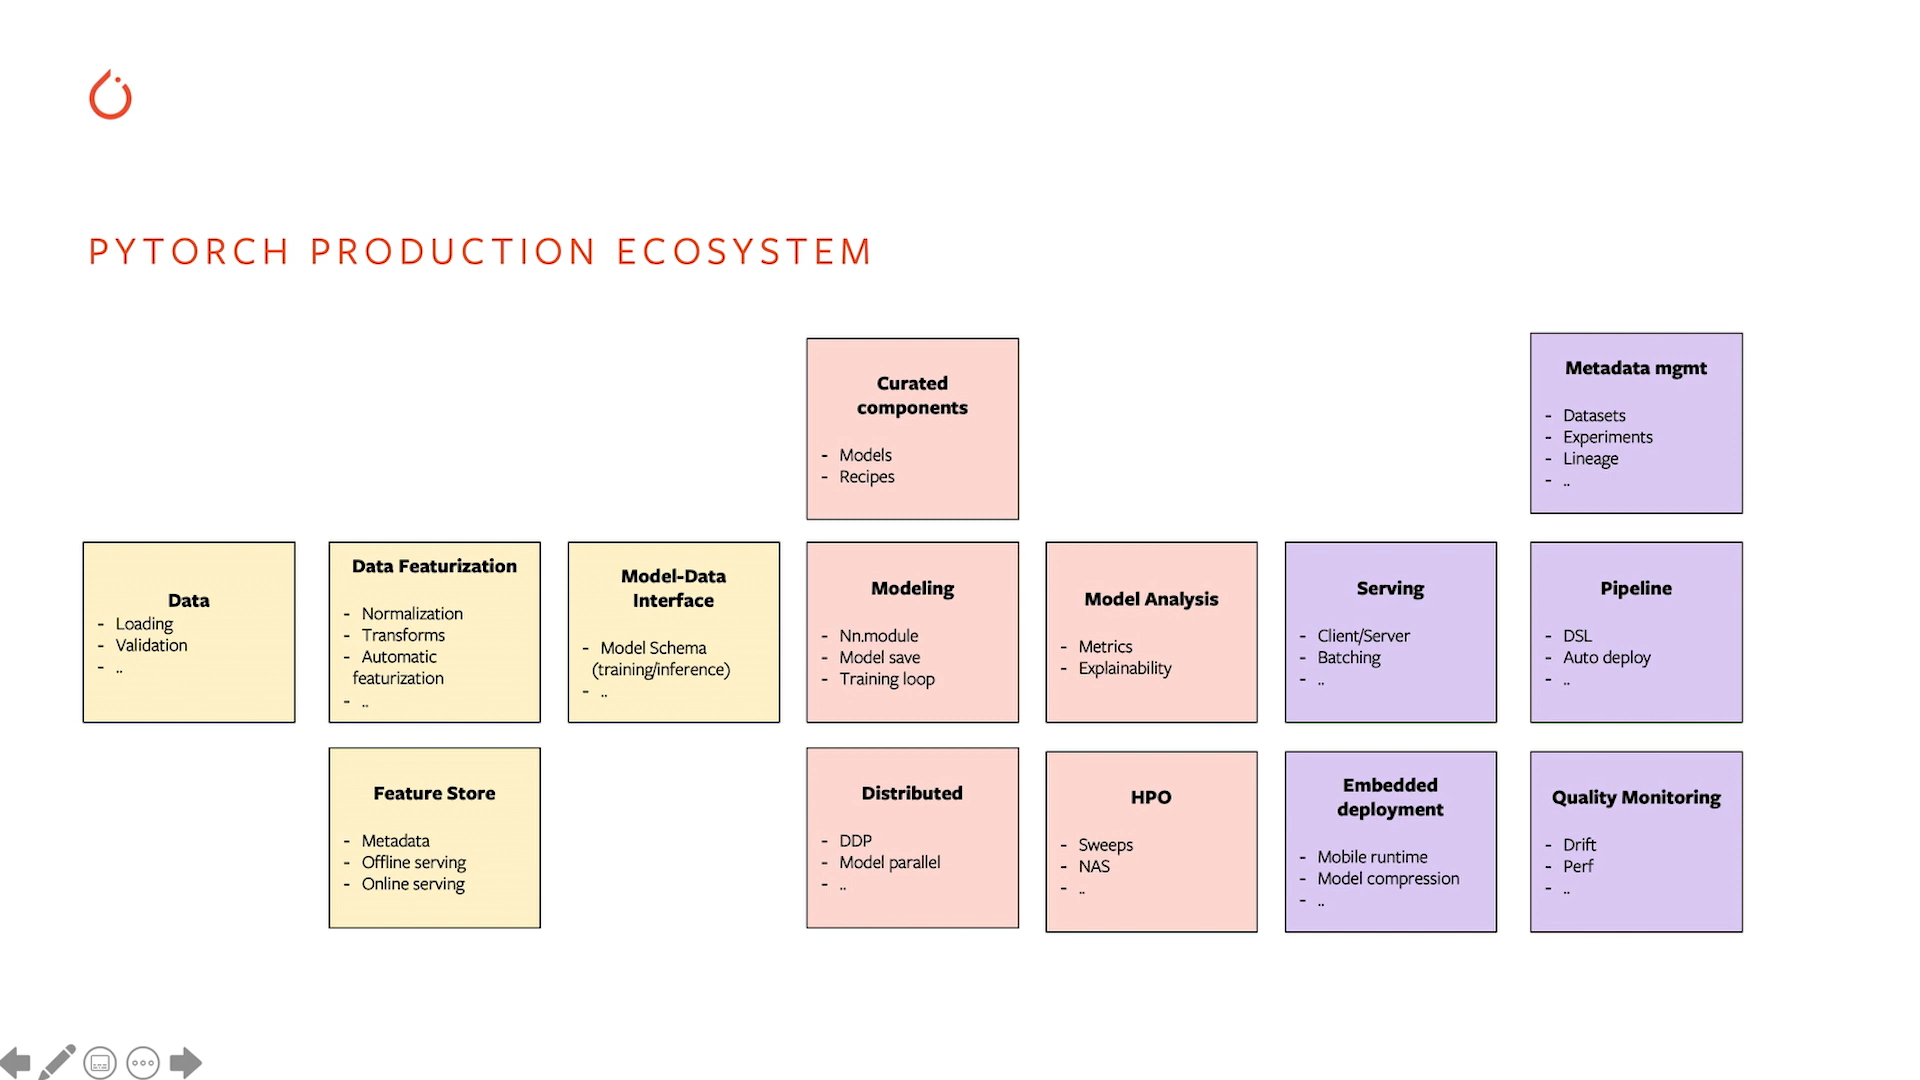 PYTORCH PRODUCTION ECOSYSTEM
Curated
components
- Models
- Recipes
Metadata mgmt
- Datasets
- Experiments
- Lineage
- ..
Data
- Loading
- Validation
- ..
Data Featurization
- Normalization
- Transforms
- Automatic
featurization
- ..
Model-Data
Interface
- Model Schema
(training/inference)
- ..
Modeling
- Nn.module
- Model save
- Training loop
Model Analysis
- Metrics
- Explainability
Serving
- Client/Server
- Batching
- ..
Pipeline
- DSL
- Auto deploy
- ..
Feature Store
- Metadata
- Offline serving
- Online serving
Distributed
- DDP
- Model parallel
- ..
HPO
- Sweeps
- NAS
- ..
Embedded
deployment
- Mobile runtime
- Model compression
- ..
Quality Monitoring
- Drift
- Perf
- ..